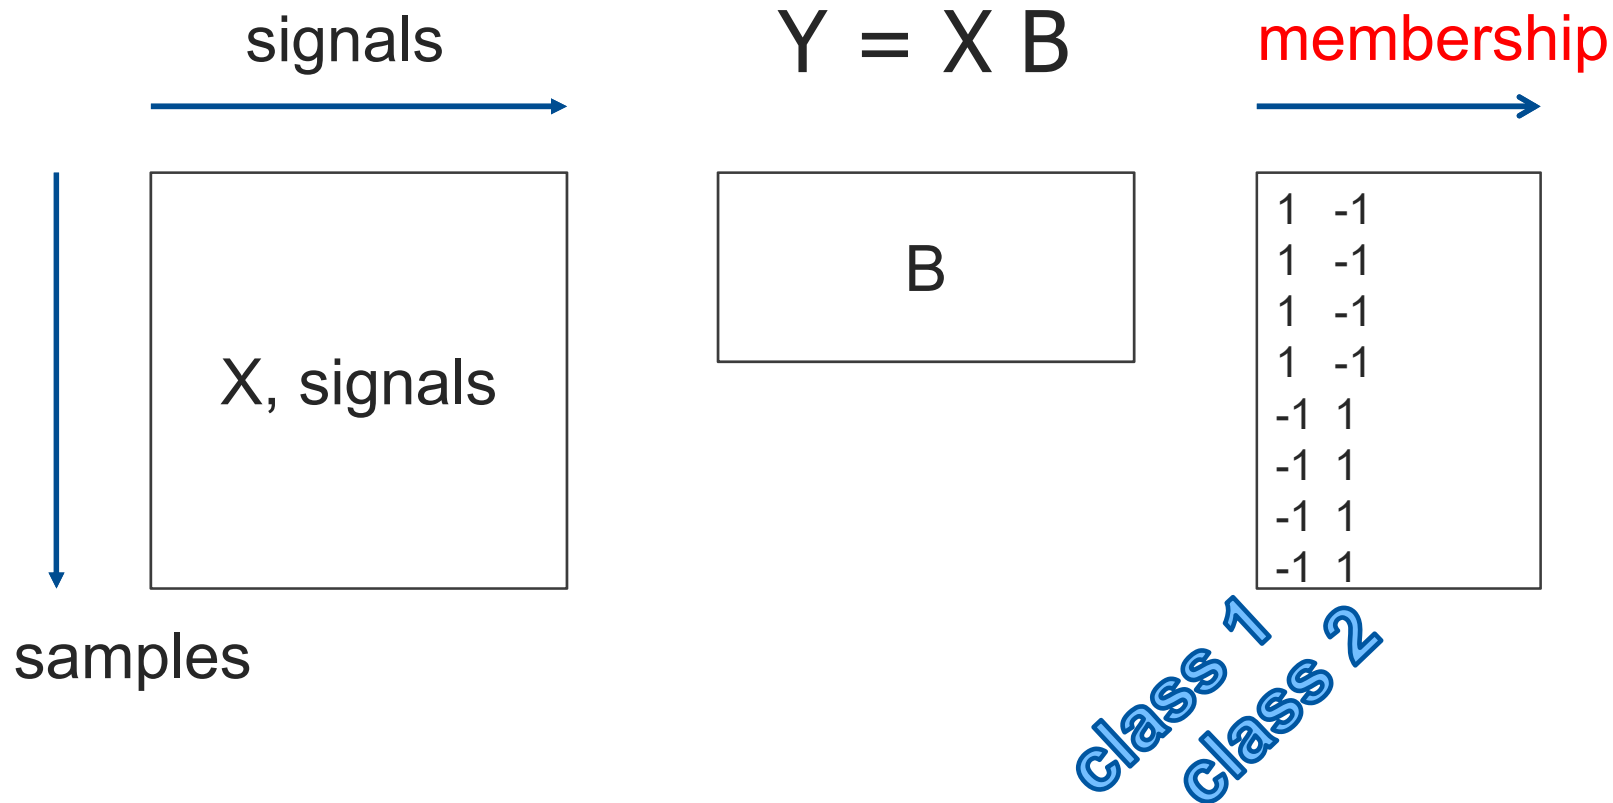 signals
Y = X B
membership
X, signals
B
1 -1
1 -1
1 -1
1 -1
-1 1
-1 1
-1 1
-1 1
samples
class 1
class 2